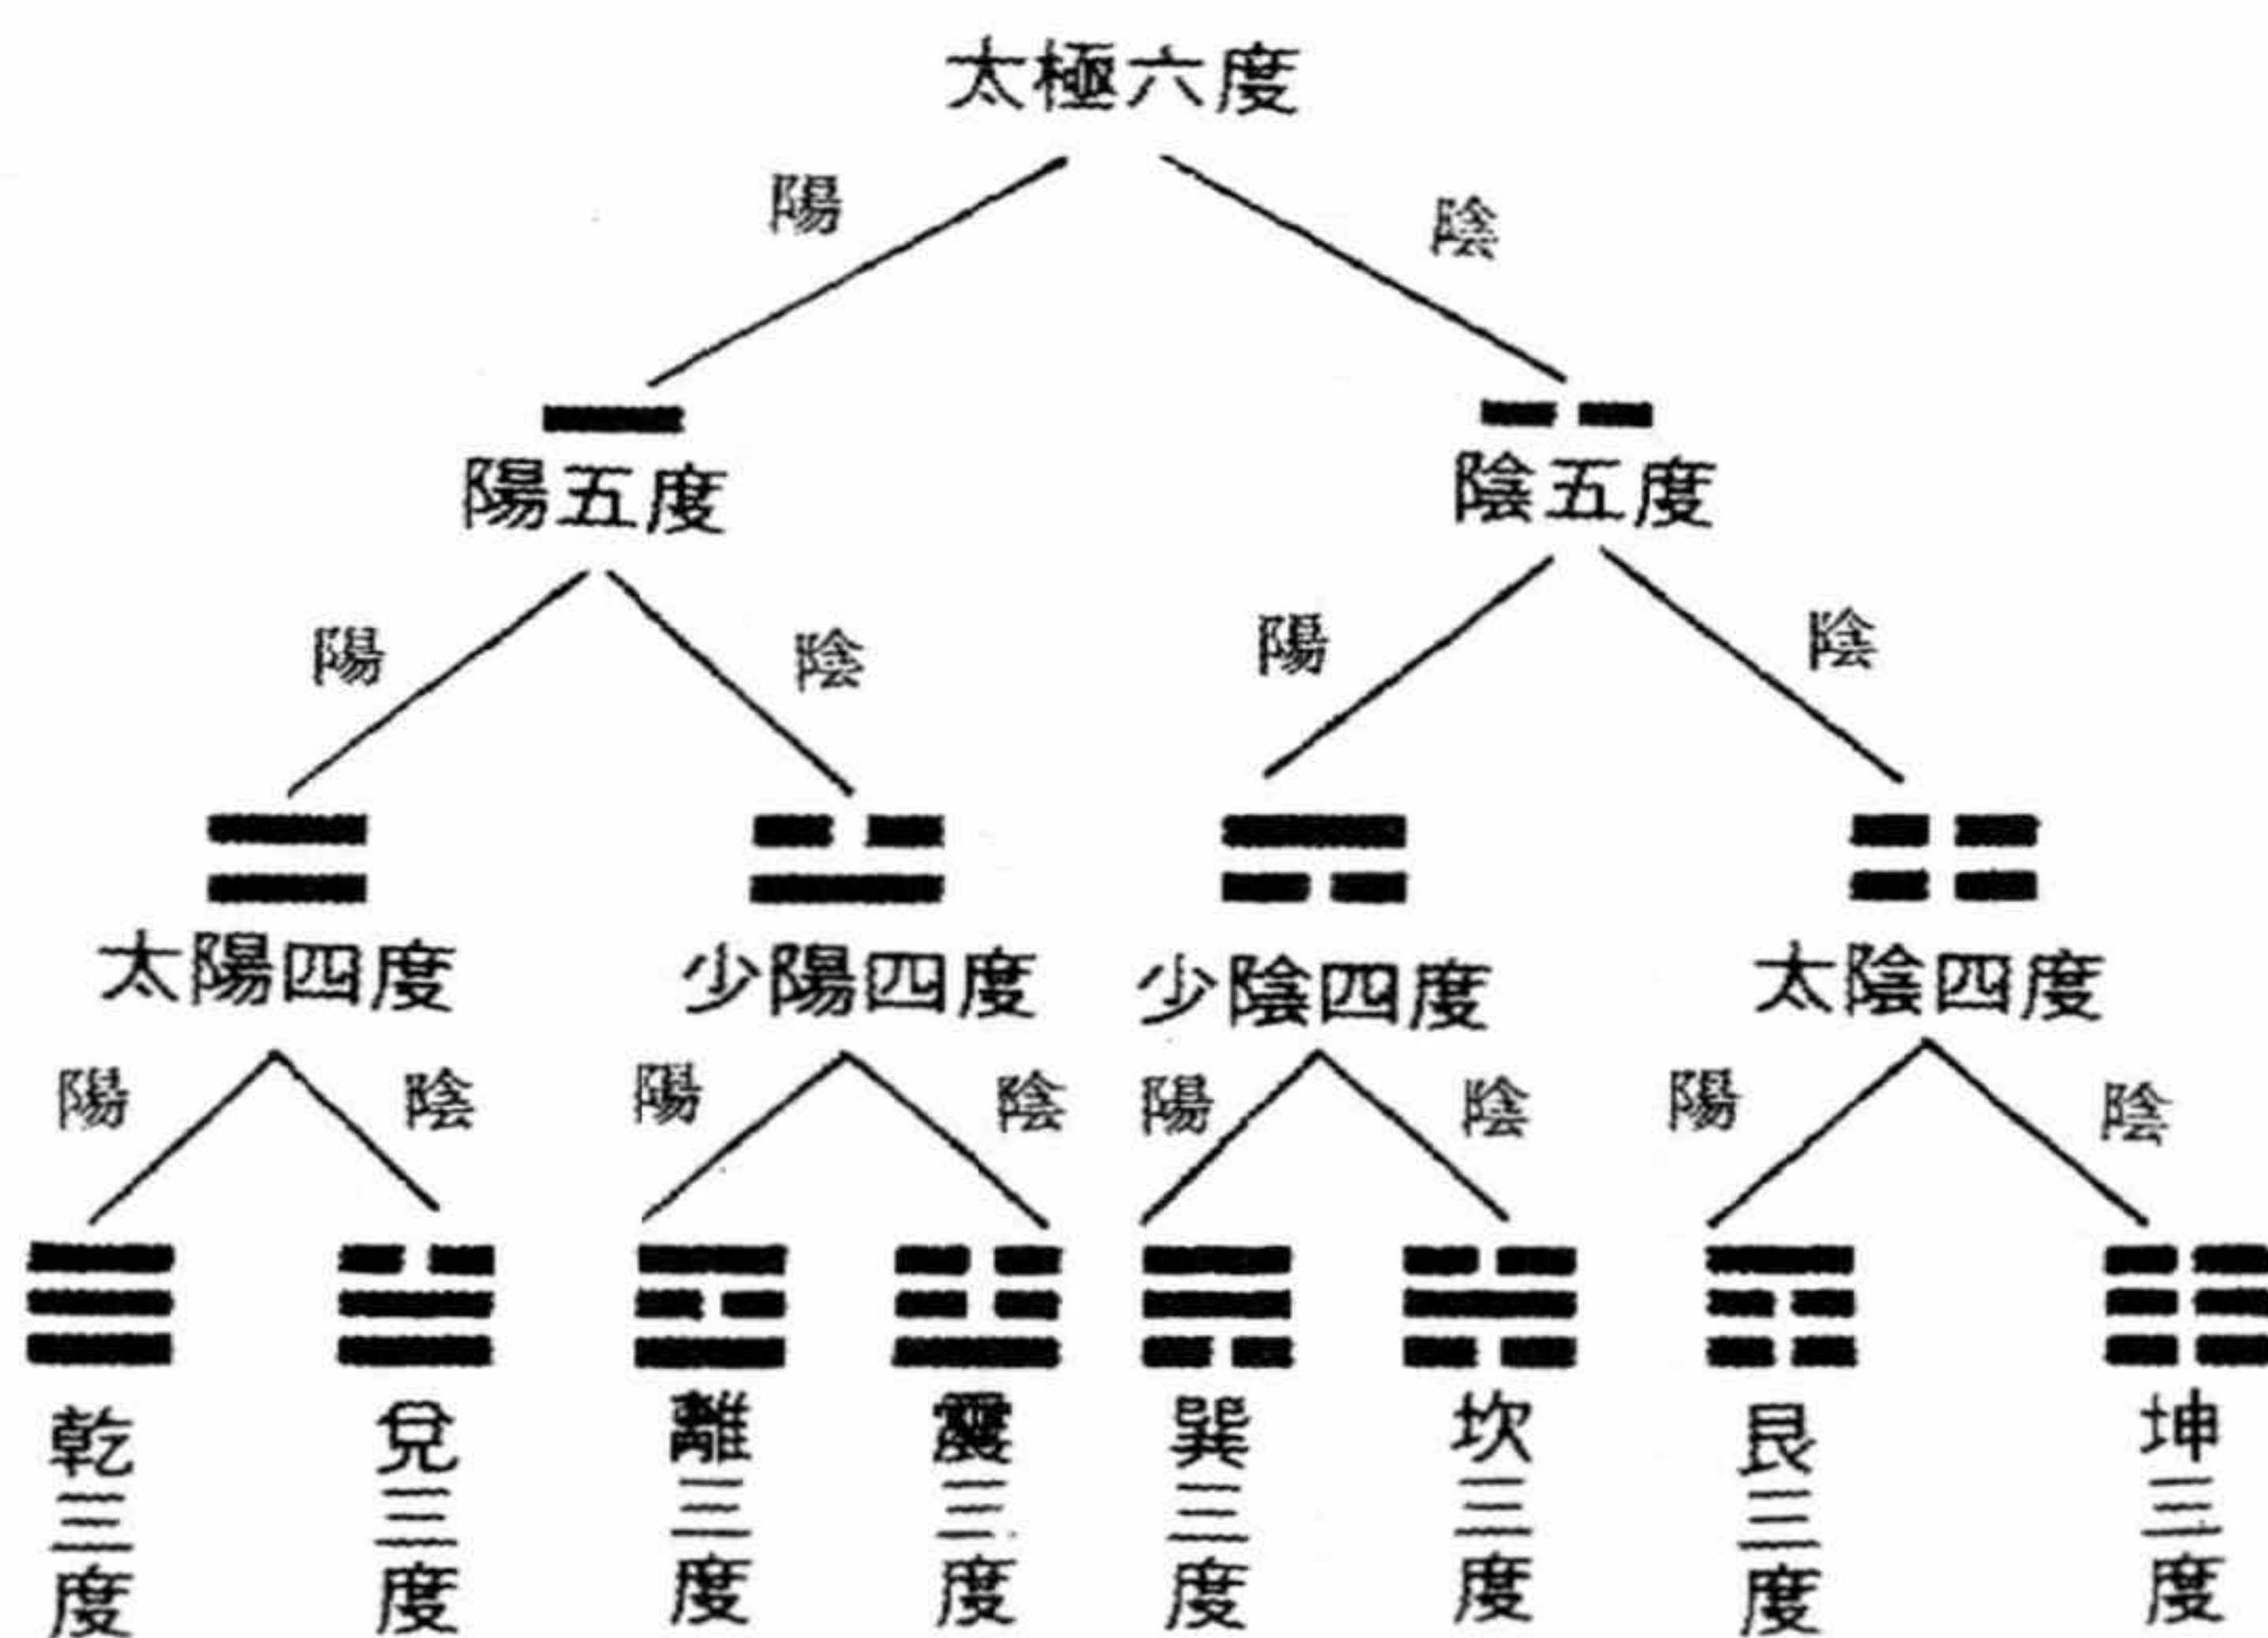 太極六度
陽 陰
陽五度 陰五度
陽 陰 陽 陰
太陽四度 少陽四度 少陰四度 太陰四度
陽 陰 陽 陰 陽 陰 陽 陰
乾三度 兌三度 離三度 震三度 巽三度 坎三度 艮三度 坤三度